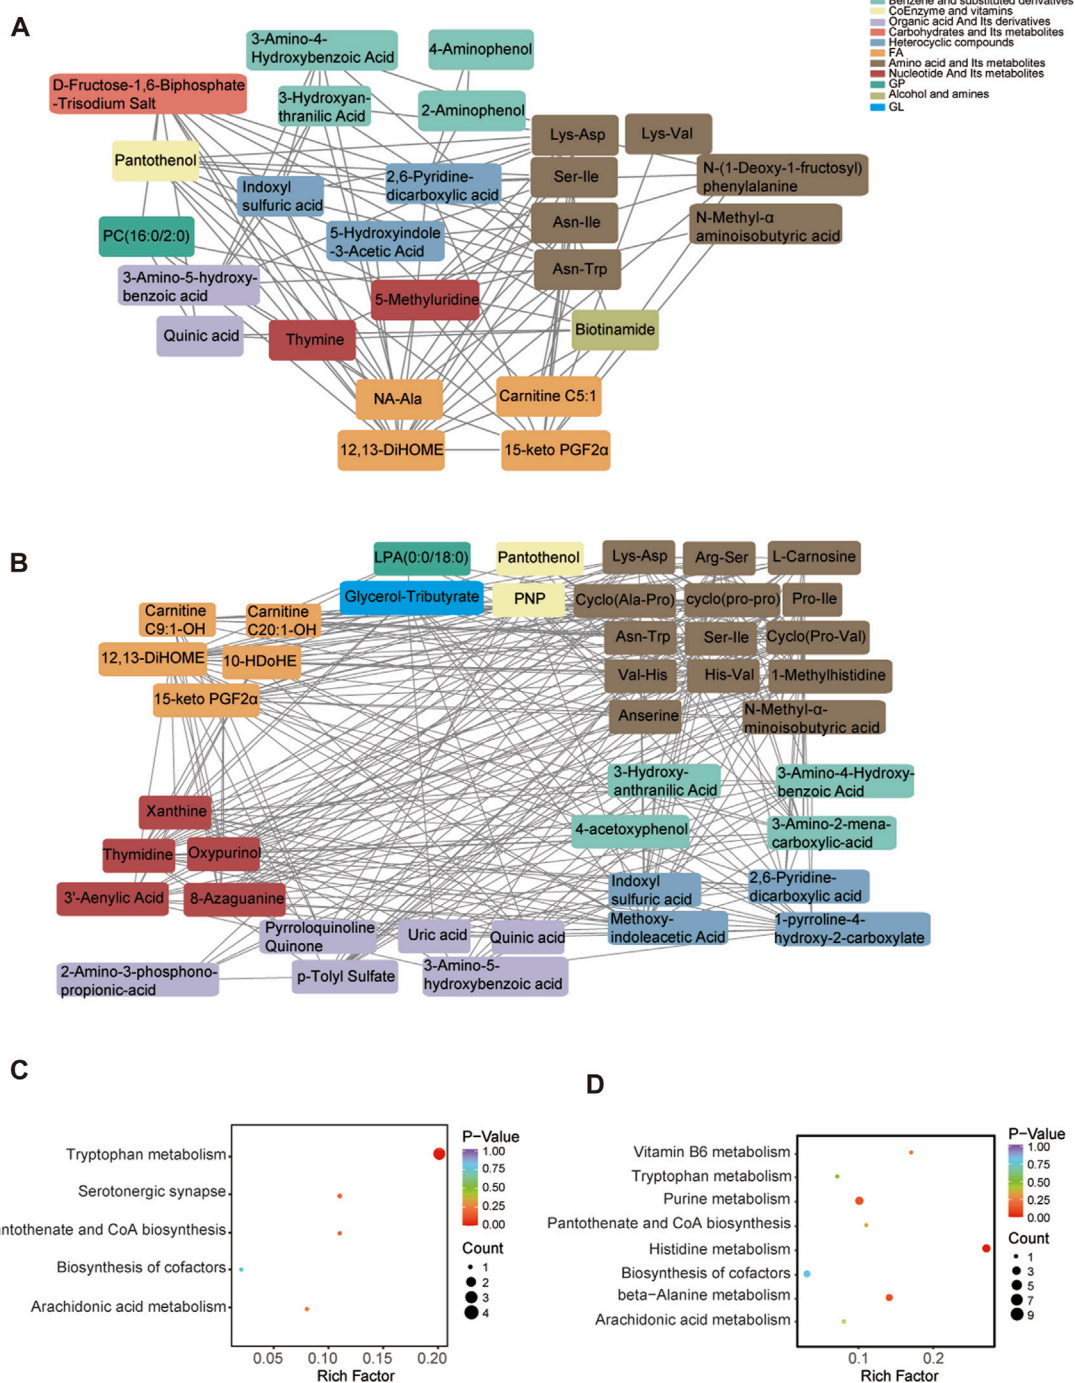 A
Benzene and substituted derivatives
CoEnzyme and vitamins
Organic acid And Its derivatives
Carbohydrates and Its metabolites
Heterocyclic compounds
FA
Amino acid and Its metabolites
Nucleotide And Its metabolites
GP
Alcohol and amines
GL
3-Amino-4-
Hydroxybenzoic Acid
4-Aminophenol
D-Fructose-1,6-Biphosphate
-Trisodium Salt
3-Hydroxyan-
thranilic Acid
2-Aminophenol
Lys-Asp
Lys-Val
Pantothenol
Indoxyl
sulfuric acid
2,6-Pyridine-
dicarboxylic acid
Ser-Ile
N-(1-Deoxy-1-fructosyl)
phenylalanine
PC(16:0/2:0)
5-Hydroxyindole
-3-Acetic Acid
Asn-Ile
N-Methyl-α
aminoisobutyric acid
3-Amino-5-hydroxy-
benzoic acid
Asn-Trp
5-Methyluridine
Quinic acid
Thymine
Biotinamide
NA-Ala
Carnitine C5:1
12,13-DiHOME
15-keto PGF2α
B
LPA(0:0/18:0)
Pantothenol
Lys-Asp
Arg-Ser
L-Carnosine
Glycerol-Tributyrate
PNP
Cyclo(Ala-Pro)
cyclo(pro-pro)
Pro-Ile
Carnitine
C9:1-OH
Carnitine
C20:1-OH
Asn-Trp
Ser-Ile
Cyclo(Pro-Val)
12,13-DiHOME
10-HDoHE
Val-His
His-Val
1-Methylhistidine
15-keto PGF2α
Anserine
N-Methyl-α-
minoisobutyric acid
3-Hydroxy-
anthranilic Acid
3-Amino-4-Hydroxy-
benzoic Acid
Xanthine
4-acetoxyphenol
3-Amino-2-mena-
carboxylic-acid
Thymidine
Oxypurinol
3'-Aenylic Acid
8-Azaguanine
Indoxyl
sulfuric acid
2,6-Pyridine-
dicarboxylic acid
Pyrroloquinoline
Quinone
Uric acid
Quinic acid
Methoxy-
indoleacetic Acid
1-pyrroline-4-
hydroxy-2-carboxylate
2-Amino-3-phosphono-
propionic-acid
p-Tolyl Sulfate
3-Amino-5-
hydroxybenzoic acid
C
Tryptophan metabolism
Serotonergic synapse
antothenate and CoA biosynthesis
Biosynthesis of cofactors
Arachidonic acid metabolism
0.05
0.10
0.15
0.20
Rich Factor
P−Value
1.00
0.75
0.50
0.25
0.00
Count
1
2
3
4
D
Vitamin B6 metabolism
Tryptophan metabolism
Purine metabolism
Pantothenate and CoA biosynthesis
Histidine metabolism
Biosynthesis of cofactors
beta−Alanine metabolism
Arachidonic acid metabolism
0.1
0.2
Rich Factor
P−Value
1.00
0.75
0.50
0.25
0.00
Count
1
3
5
7
9